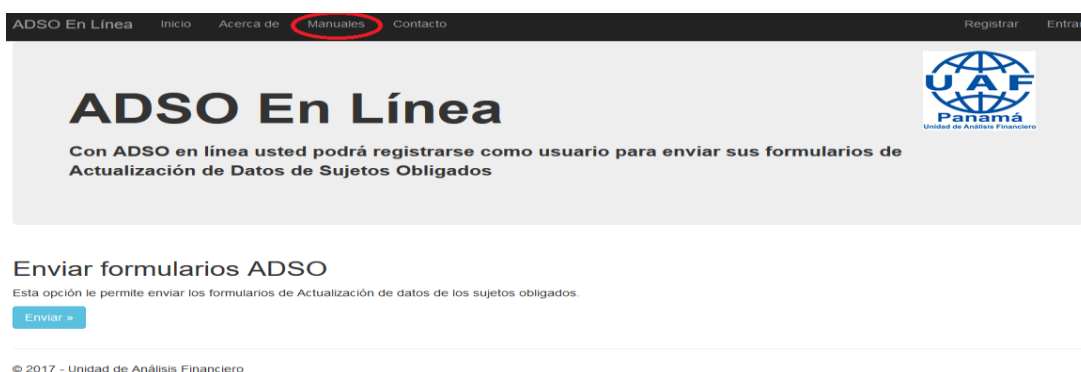 ADSO En Línea Inicio Acerca de Manuales Contacto Registrar Entrar
UAF
Panamá
Unidad de Análisis Financiero
ADSO En Línea
Con ADSO en línea usted podrá registrarse como usuario para enviar sus formularios de
Actualización de Datos de Sujetos Obligados
Enviar formularios ADSO
Esta opción le permite enviar los formularios de Actualización de datos de los sujetos obligados.
Enviar »
© 2017 - Unidad de Análisis Financiero